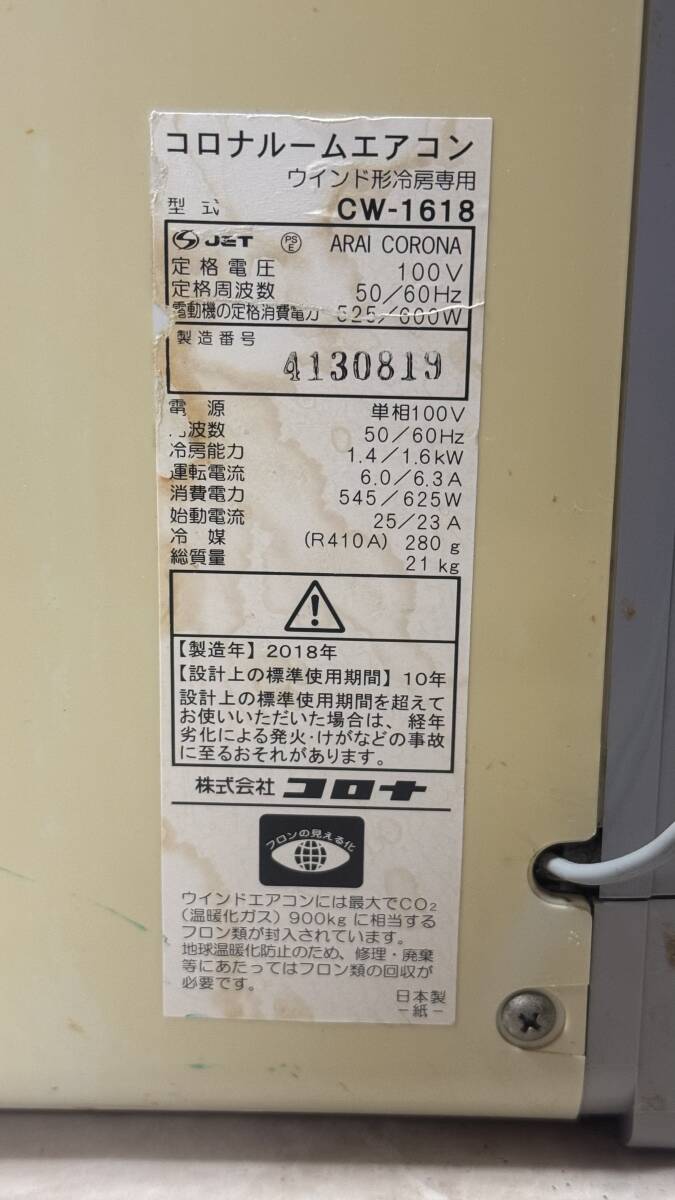 コロナルームエアコン
ウインド形冷房専用
型式 CW-1618
JET PSE ARAI CORONA
定格電圧 100V
定格周波数 50/60Hz
電動機の定格消費電力 525/600W
製造番号
4130819
電源 単相100V
波数 50/60Hz
冷房能力 1.4/1.6kW
運転電流 6.0/6.3A
消費電力 545/625W
始動電流 25/23A
冷媒 (R410A) 280g
総質量 21kg
【製造年】2018年
【設計上の標準使用期間】10年
設計上の標準使用期間を超えて
お使いいただいた場合は、経年
劣化による発火・けがなどの事故
に至るおそれがあります。
株式会社 コロナ
フロンの見える化
ウインドエアコンには最大でCO₂
(温暖化ガス) 900kgに相当する
フロン類が封入されています。
地球温暖化防止のため、修理・廃棄
等にあたってはフロン類の回収が
必要です。
日本製
-紙-